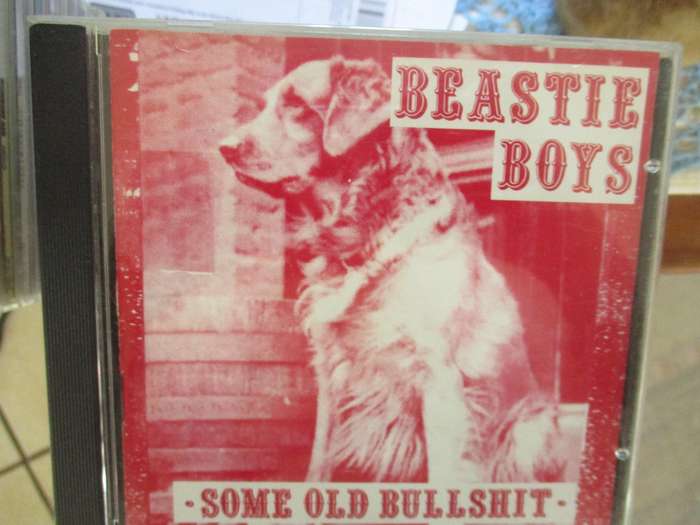 BEASTIE
BOYS
- SOME OLD BULLSHIT -